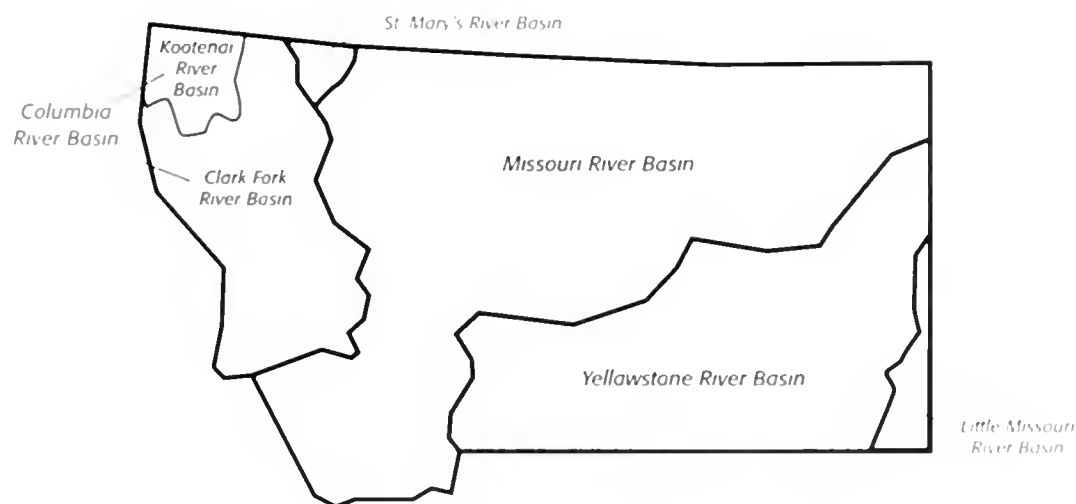 St. Mary's River Basin
Kootenai
River
Basin
Columbia
River Basin
Clark Fork
River Basin
Missouri River Basin
Yellawstane River Basin
Little Missouri
River Basin